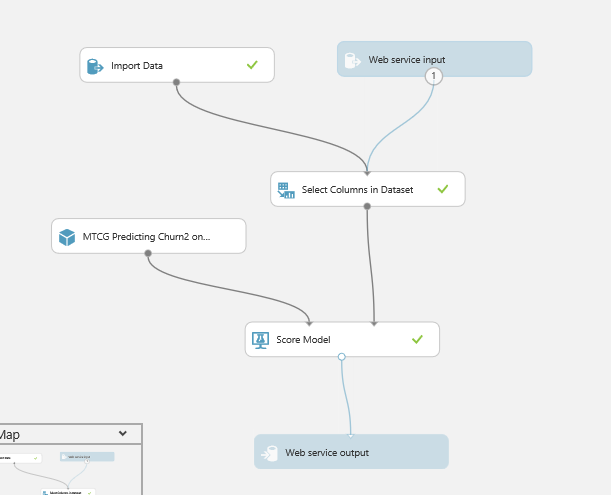 Import Data
Web service input
1
Select Columns in Dataset
MTCG Predicting Churn2 on...
Score Model
Web service output
Map